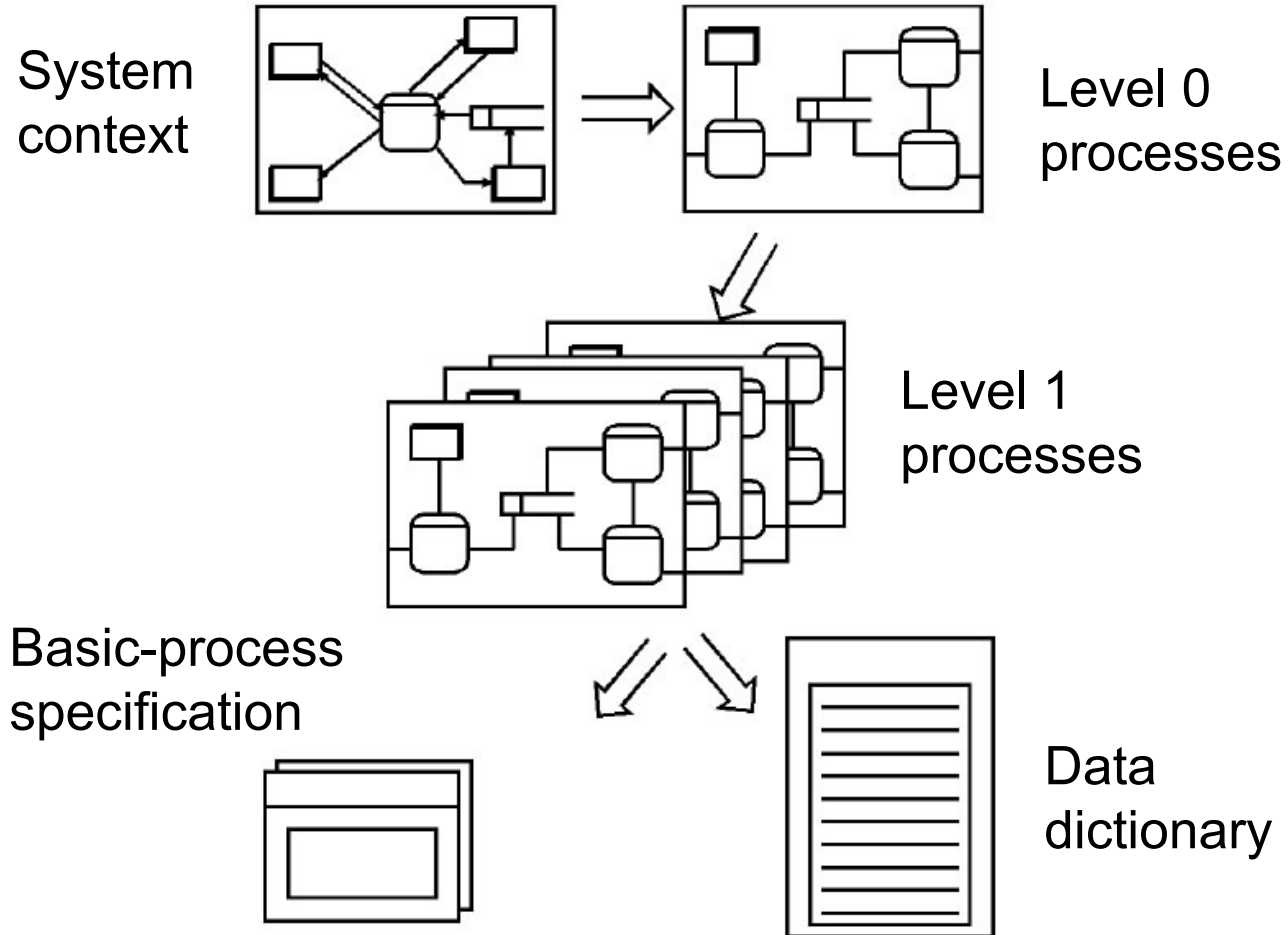 System
context
Level 0
processes
Level 1
processes
Basic-process
specification
Data
dictionary